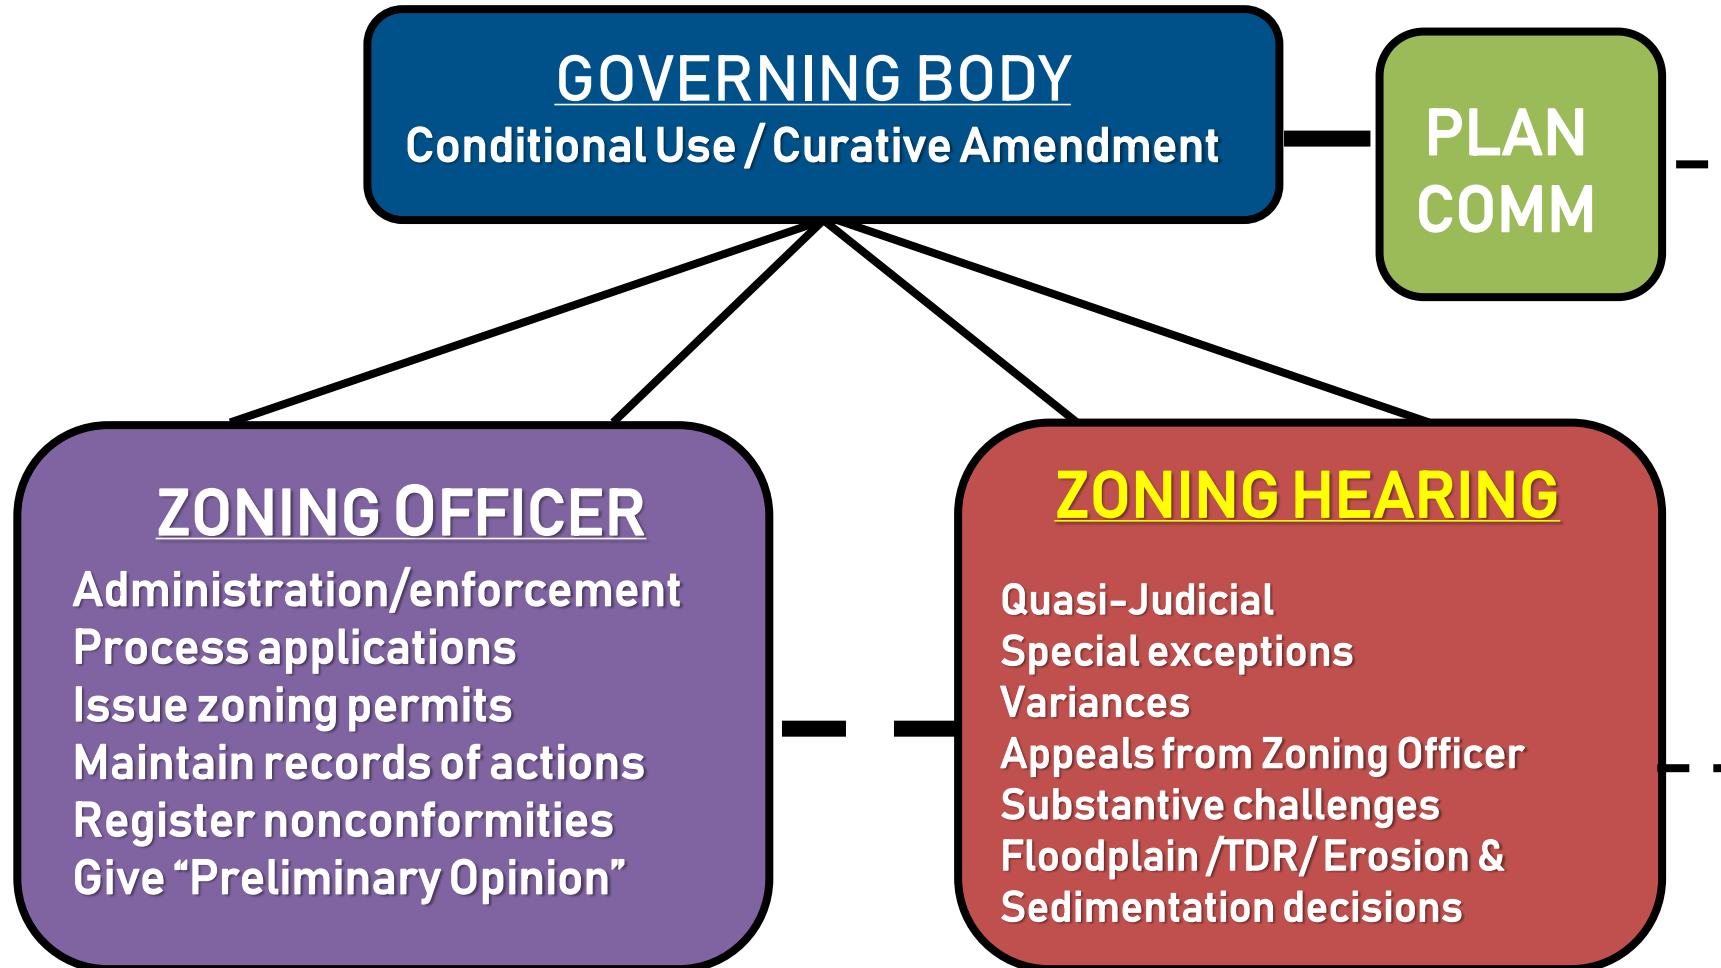 GOVERNING BODY
Conditional Use / Curative Amendment
PLAN
COMM
ZONING OFFICER
Administration/enforcement
Process applications
Issue zoning permits
Maintain records of actions
Register nonconformities
Give “Preliminary Opinion”
ZONING HEARING
Quasi-Judicial
Special exceptions
Variances
Appeals from Zoning Officer
Substantive challenges
Floodplain /TDR/ Erosion &
Sedimentation decisions